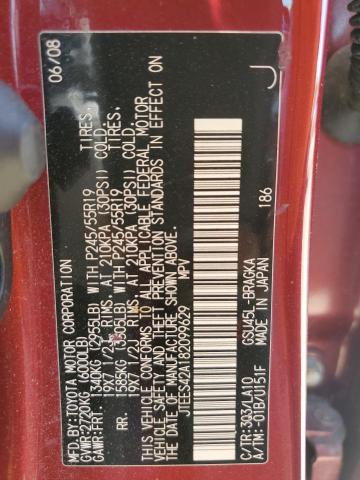 MFD.BY:TOYOTA MOTOR CORPORATION 06/08
GVWR:2720KG(6000LB)
GAWR:FRT. 1340KG (2955LB) WITH P245/55R19 TIRES,
19X7 1/2J RIMS, AT 210KPA (30PSI) COLD.
RR. 1585KG (3505LB) WITH P245/55R19 TIRES,
19X7 1/2J RIMS, AT 210KPA (30PSI) COLD.
THIS VEHICLE CONFORMS TO ALL APPLICABLE FEDERAL MOTOR
VEHICLE SAFETY AND THEFT PREVENTION STANDARDS IN EFFECT ON
THE DATE OF MANUFACTURE SHOWN ABOVE.
JTEES42A182099629 MPV
J
C/TR:3Q3/LA10 GSU45L-BRAGKA 186
A/TM:-01B/U151F MADE IN JAPAN